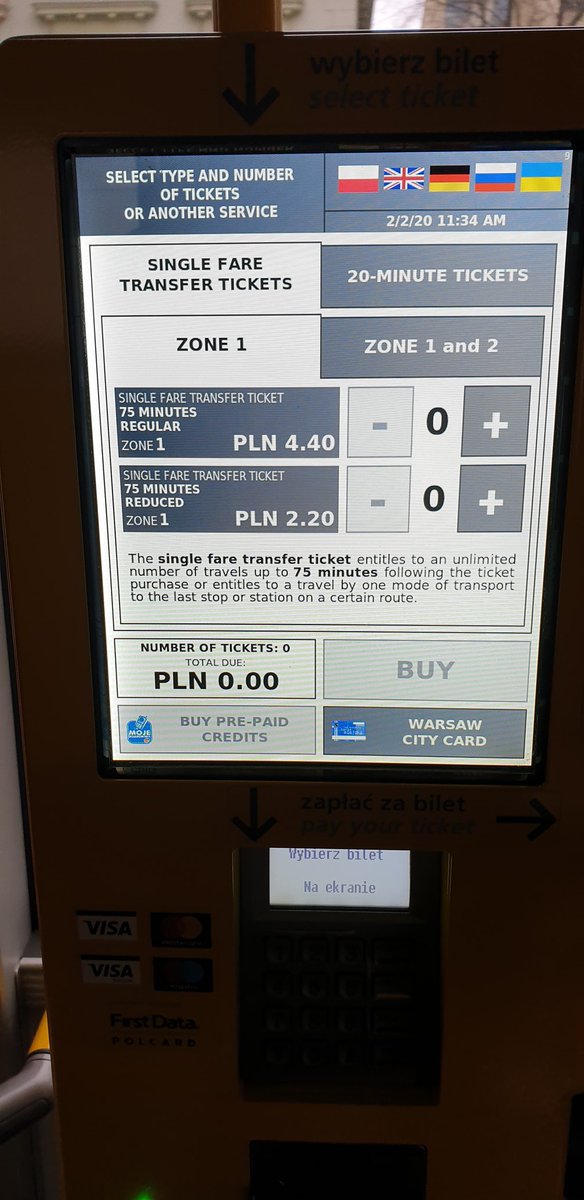 wybierz bilet
select ticket
SELECT TYPE AND NUMBER
OF TICKETS
OR ANOTHER SERVICE
2/2/20 11:34 AM
SINGLE FARE
TRANSFER TICKETS
20-MINUTE TICKETS
ZONE 1
ZONE 1 and 2
SINGLE FARE TRANSFER TICKET
75 MINUTES
REGULAR
ZONE 1 PLN 4.40
- 0 +
SINGLE FARE TRANSFER TICKET
75 MINUTES
REDUCED
ZONE 1 PLN 2.20
- 0 +
The single fare transfer ticket entitles to an unlimited
number of travels up to 75 minutes following the ticket
purchase or entitles to a travel by one mode of transport
to the last stop or station on a certain route.
NUMBER OF TICKETS: 0
TOTAL DUE:
PLN 0.00
BUY
MOJE
BUY PRE-PAID
CREDITS
WARSAW
CITY CARD
zapłać za bilet
pay your ticket
Wybierz bilet
Na ekranie
VISA
VISA
First Data.
POLCARD